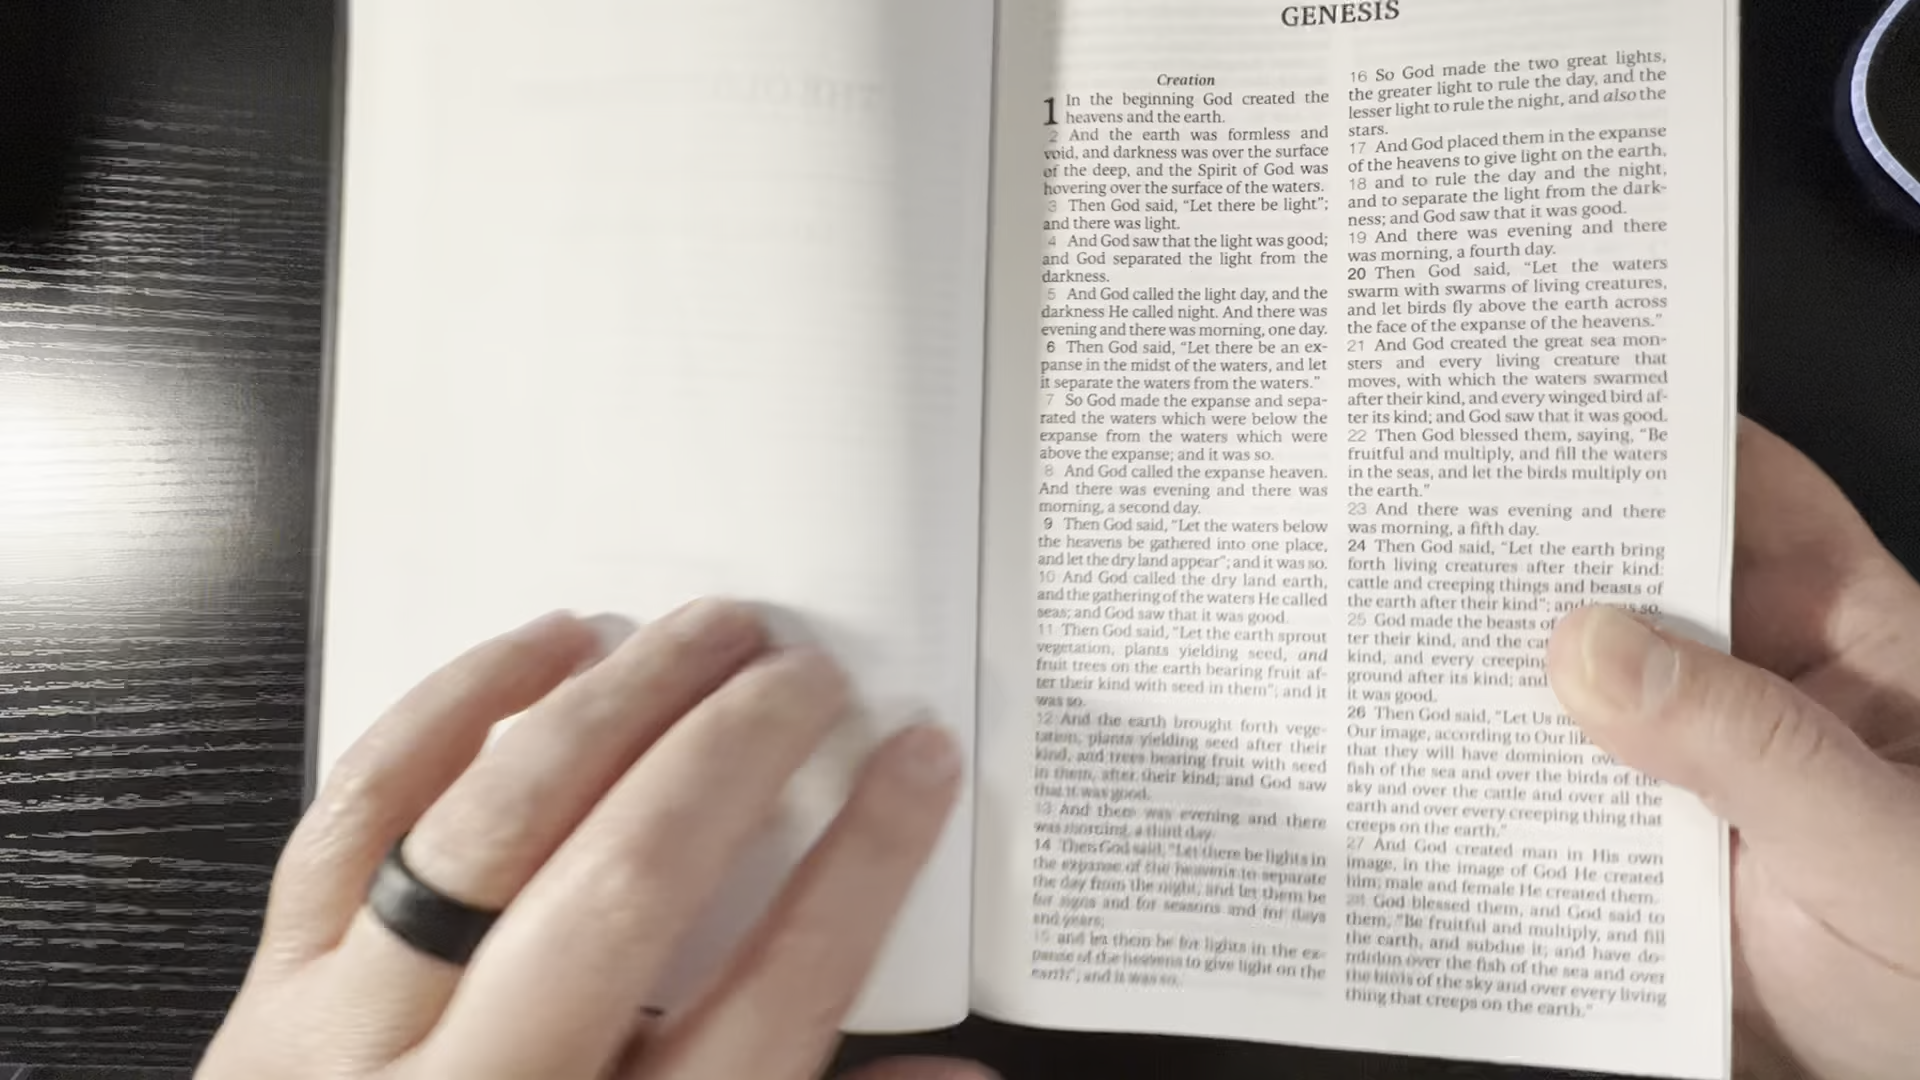 GENESIS
Creation
1 In the beginning God created the
heavens and the earth.
2 And the earth was formless and
void, and darkness was over the surface
of the deep, and the Spirit of God was
hovering over the surface of the waters.
3 Then God said, “Let there be light”;
and there was light.
4 And God saw that the light was good;
and God separated the light from the
darkness.
5 And God called the light day, and the
darkness He called night. And there was
evening and there was morning, one day.
6 Then God said, “Let there be an ex-
panse in the midst of the waters, and let
it separate the waters from the waters.”
7 So God made the expanse and sepa-
rated the waters which were below the
expanse from the waters which were
above the expanse; and it was so.
8 And God called the expanse heaven.
And there was evening and there was
morning, a second day.
9 Then God said, “Let the waters below
the heavens be gathered into one place,
and let the dry land appear”; and it was so.
10 And God called the dry land earth,
and the gathering of the waters He called
seas; and God saw that it was good.
11 Then God said, “Let the earth sprout
vegetation, plants yielding seed, and
fruit trees on the earth bearing fruit af-
ter their kind with seed in them”; and it
was so.
12 And the earth brought forth vege-
tation, plants yielding seed after their
kind, and trees bearing fruit with seed
in them, after their kind; and God saw
that it was good.
13 And there was evening and there
was morning, a third day.
14 Then God said, “Let there be lights in
the expanse of the heavens to separate
the day from the night, and let them be
for signs and for seasons and for days
and years;
15 and let them be for lights in the ex-
panse of the heavens to give light on the
earth”; and it was so.
16 So God made the two great lights,
the greater light to rule the day, and the
lesser light to rule the night, and also the
stars.
17 And God placed them in the expanse
of the heavens to give light on the earth,
18 and to rule the day and the night,
and to separate the light from the dark-
ness; and God saw that it was good.
19 And there was evening and there
was morning, a fourth day.
20 Then God said, “Let the waters
swarm with swarms of living creatures,
and let birds fly above the earth across
the face of the expanse of the heavens.”
21 And God created the great sea mon-
sters and every living creature that
moves, with which the waters swarmed
after their kind, and every winged bird af-
ter its kind; and God saw that it was good.
22 Then God blessed them, saying, “Be
fruitful and multiply, and fill the waters
in the seas, and let the birds multiply on
the earth.”
23 And there was evening and there
was morning, a fifth day.
24 Then God said, “Let the earth bring
forth living creatures after their kind:
cattle and creeping things and beasts of
the earth after their kind”; and so.
25 God made the beasts of
ter their kind, and the
kind, and every creeping
ground after its kind; and
it was good.
26 Then God said, “Let Us
Our image, according to Our
that they will have dominion
fish of the sea and over the birds of the
sky and over the cattle and over all the
earth and over every creeping thing that
creeps on the earth.”
27 And God created man in His own
image, in the image of God He created
him; male and female He created them.
28 God blessed them, and God said to
them, “Be fruitful and multiply, and fill
the earth, and subdue it; and have do-
minion over the fish of the sea and over
the birds of the sky and over every living
thing that creeps on the earth.”